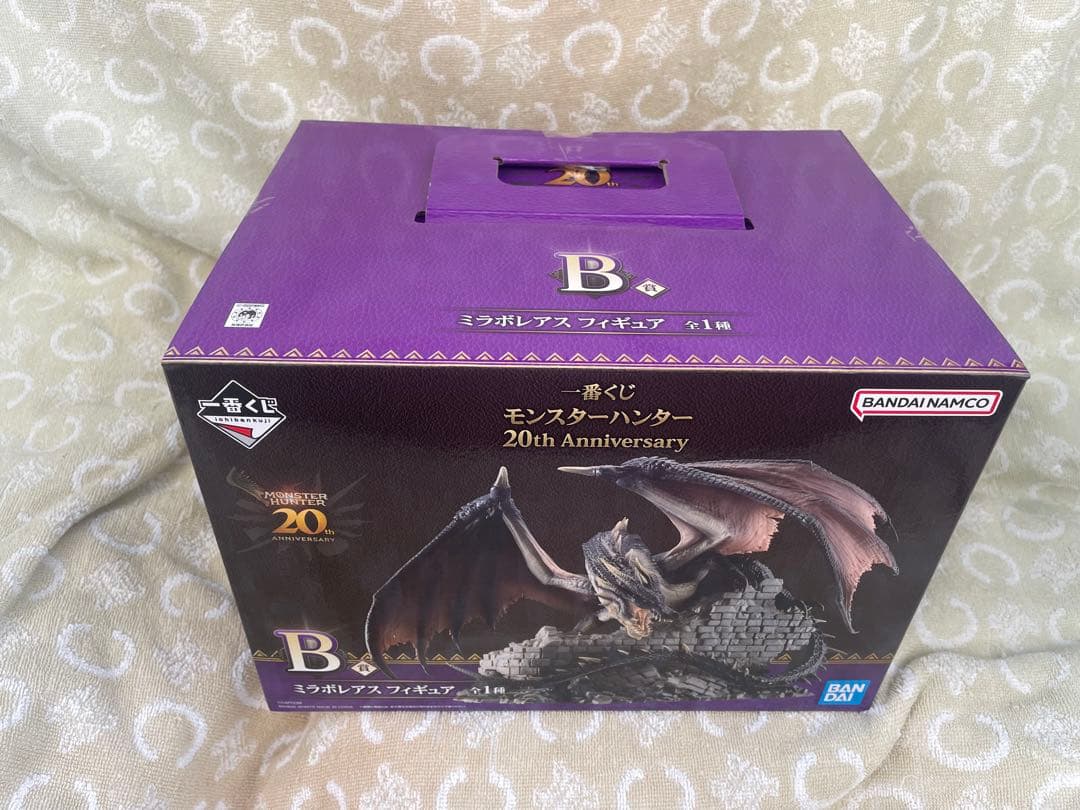 20th
B賞
ミラボレアス フィギュア 全1種
一番くじ
ichibankuji
一番くじ
モンスターハンター
20th Anniversary
BANDAI NAMCO
MONSTER
HUNTER
20th
ANNIVERSARY
B賞
ミラボレアス フィギュア 全1種
BAN
DAI